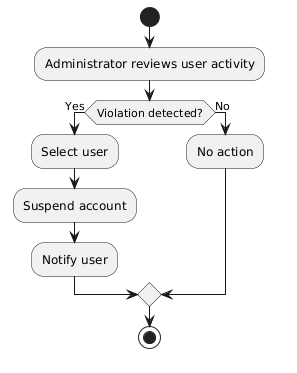 Administrator reviews user activity
Violation detected?
Yes
No
Select user
No action
Suspend account
Notify user